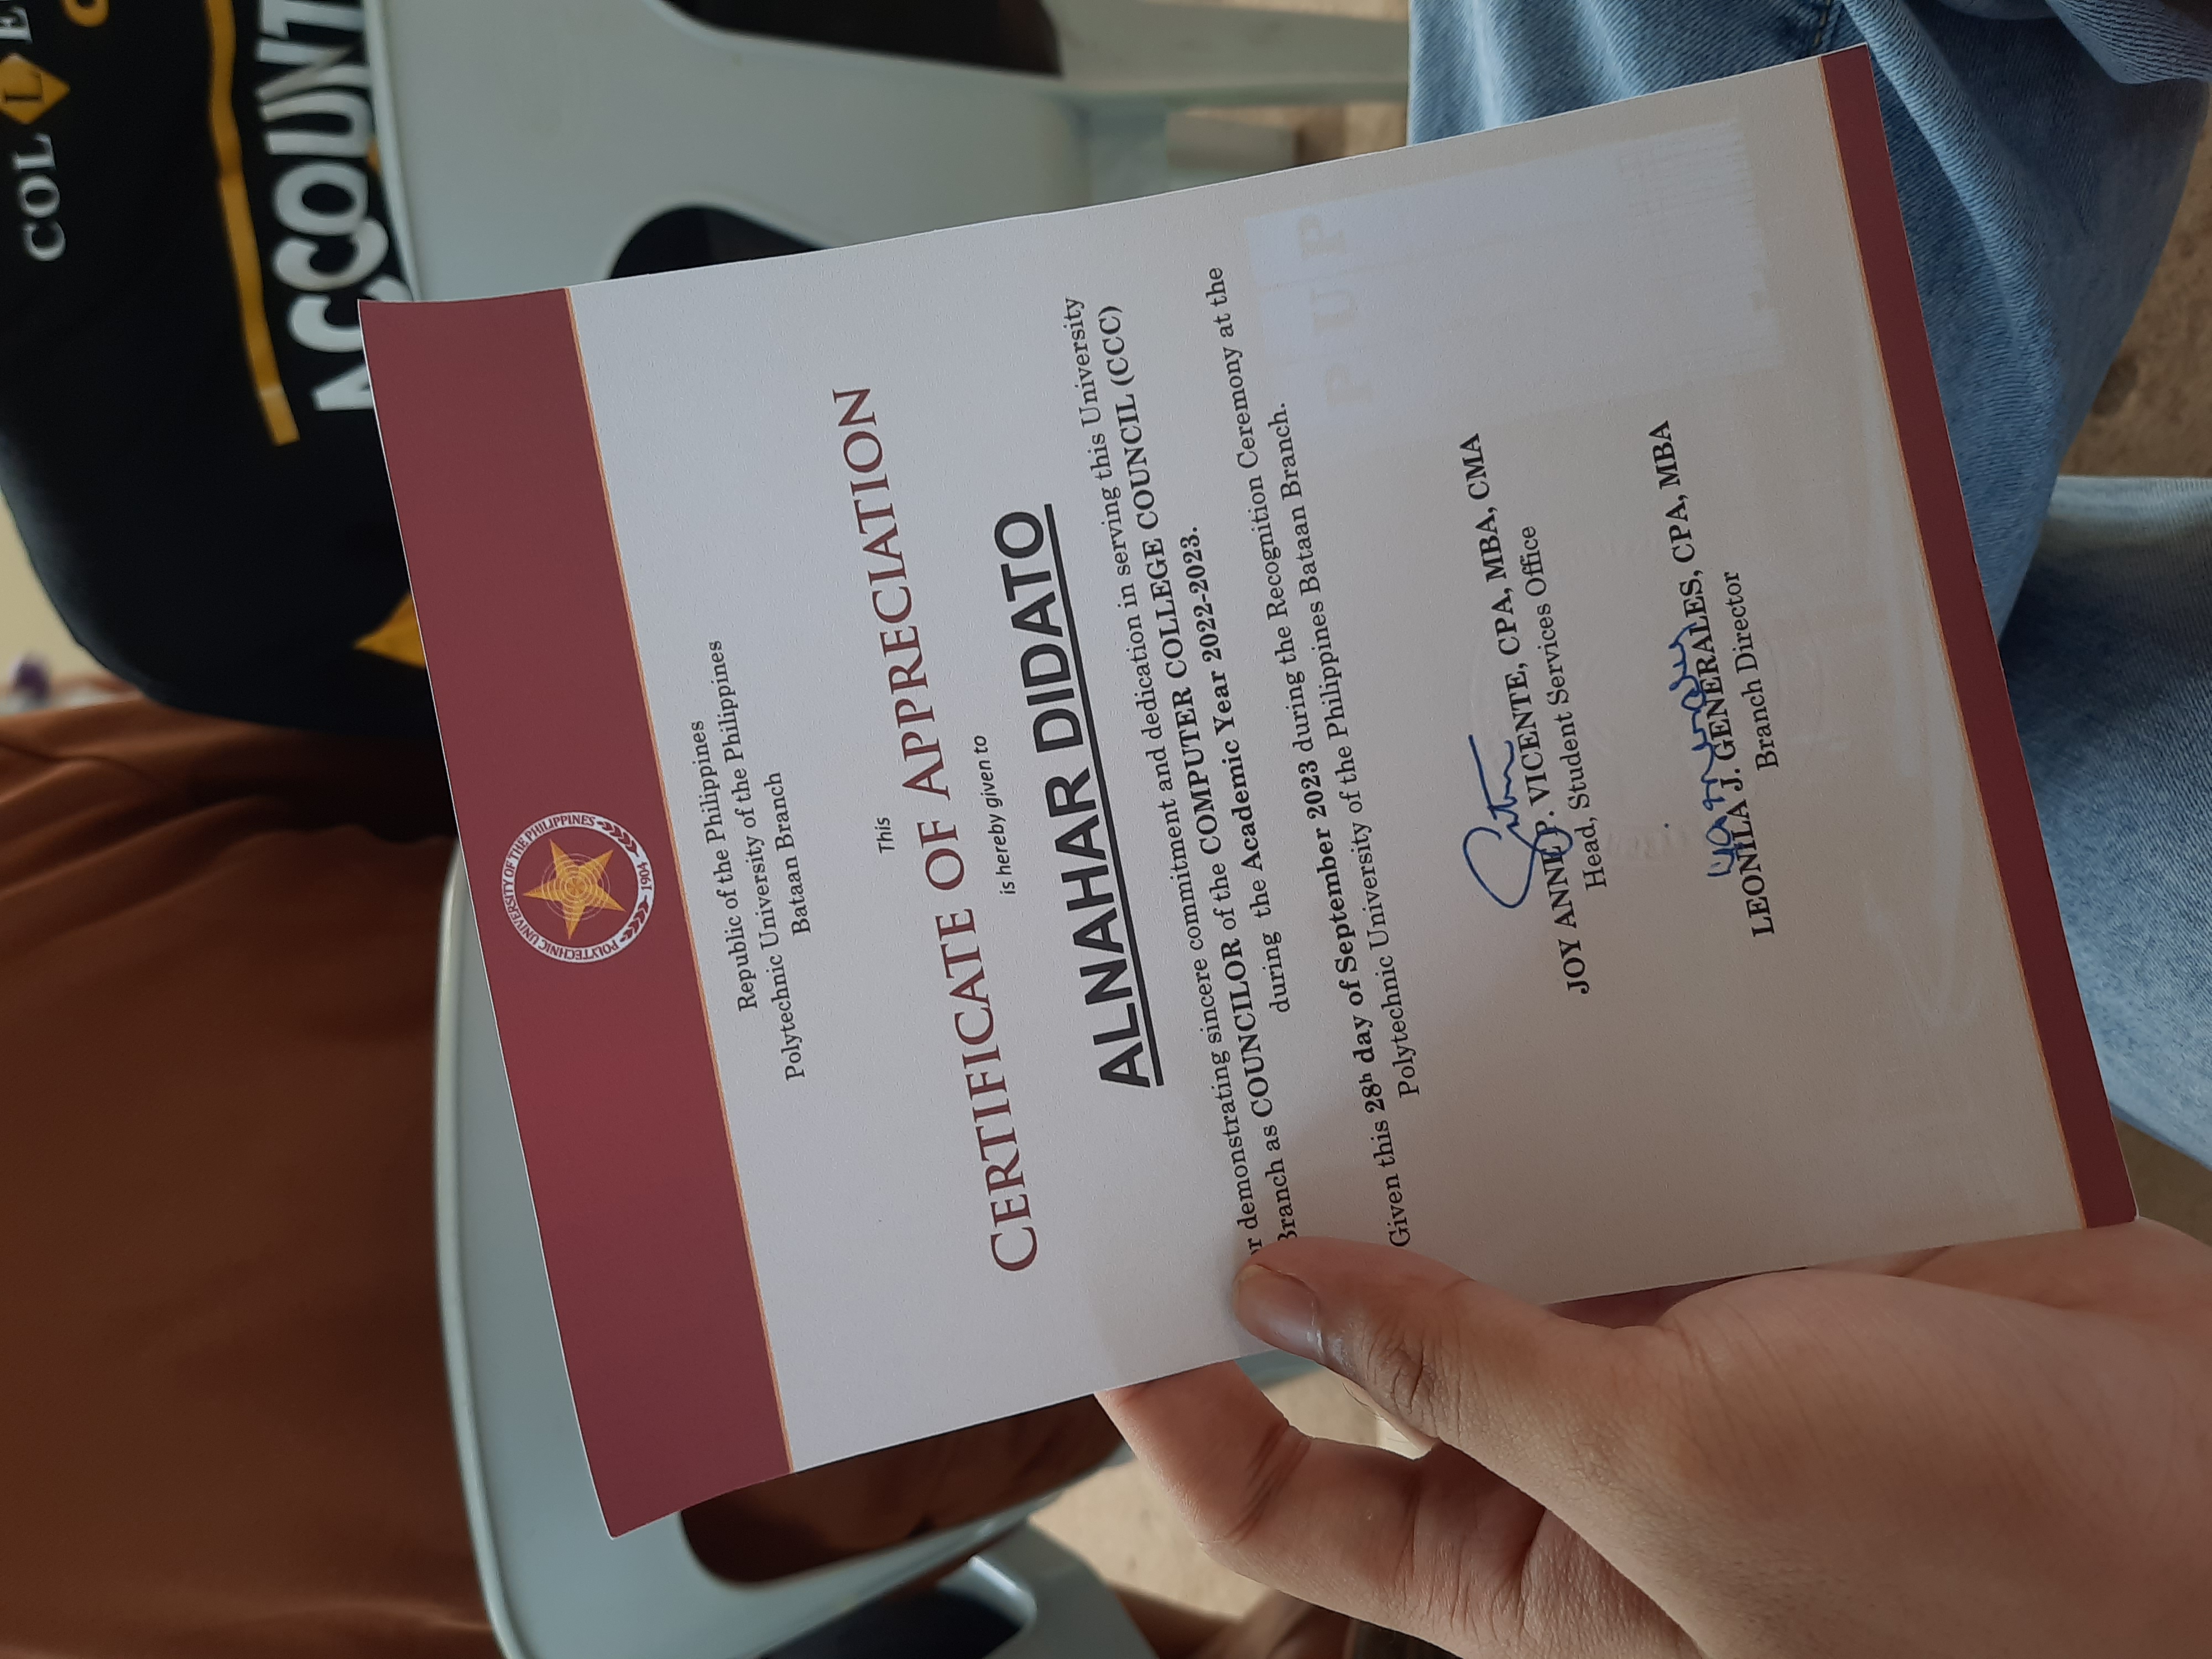 COLLE
ACCOUNT
POLYTECHNIC UNIVERSITY OF THE PHILIPPINES
1904
Republic of the Philippines
Polytechnic University of the Philippines
Bataan Branch
This
CERTIFICATE OF APPRECIATION
is hereby given to
ALNAHAR DIDATO
r demonstrating sincere commitment and dedication in serving this University
Branch as COUNCILOR of the COMPUTER COLLEGE COUNCIL (CCC)
during the Academic Year 2022-2023.
Given this 28h day of September 2023 during the Recognition Ceremony at the
Polytechnic University of the Philippines Bataan Branch.
PUP
JOY ANNE P. VICENTE, CPA, MBA, CMA
Head, Student Services Office
LEONILA J. GENERALES, CPA, MBA
Branch Director